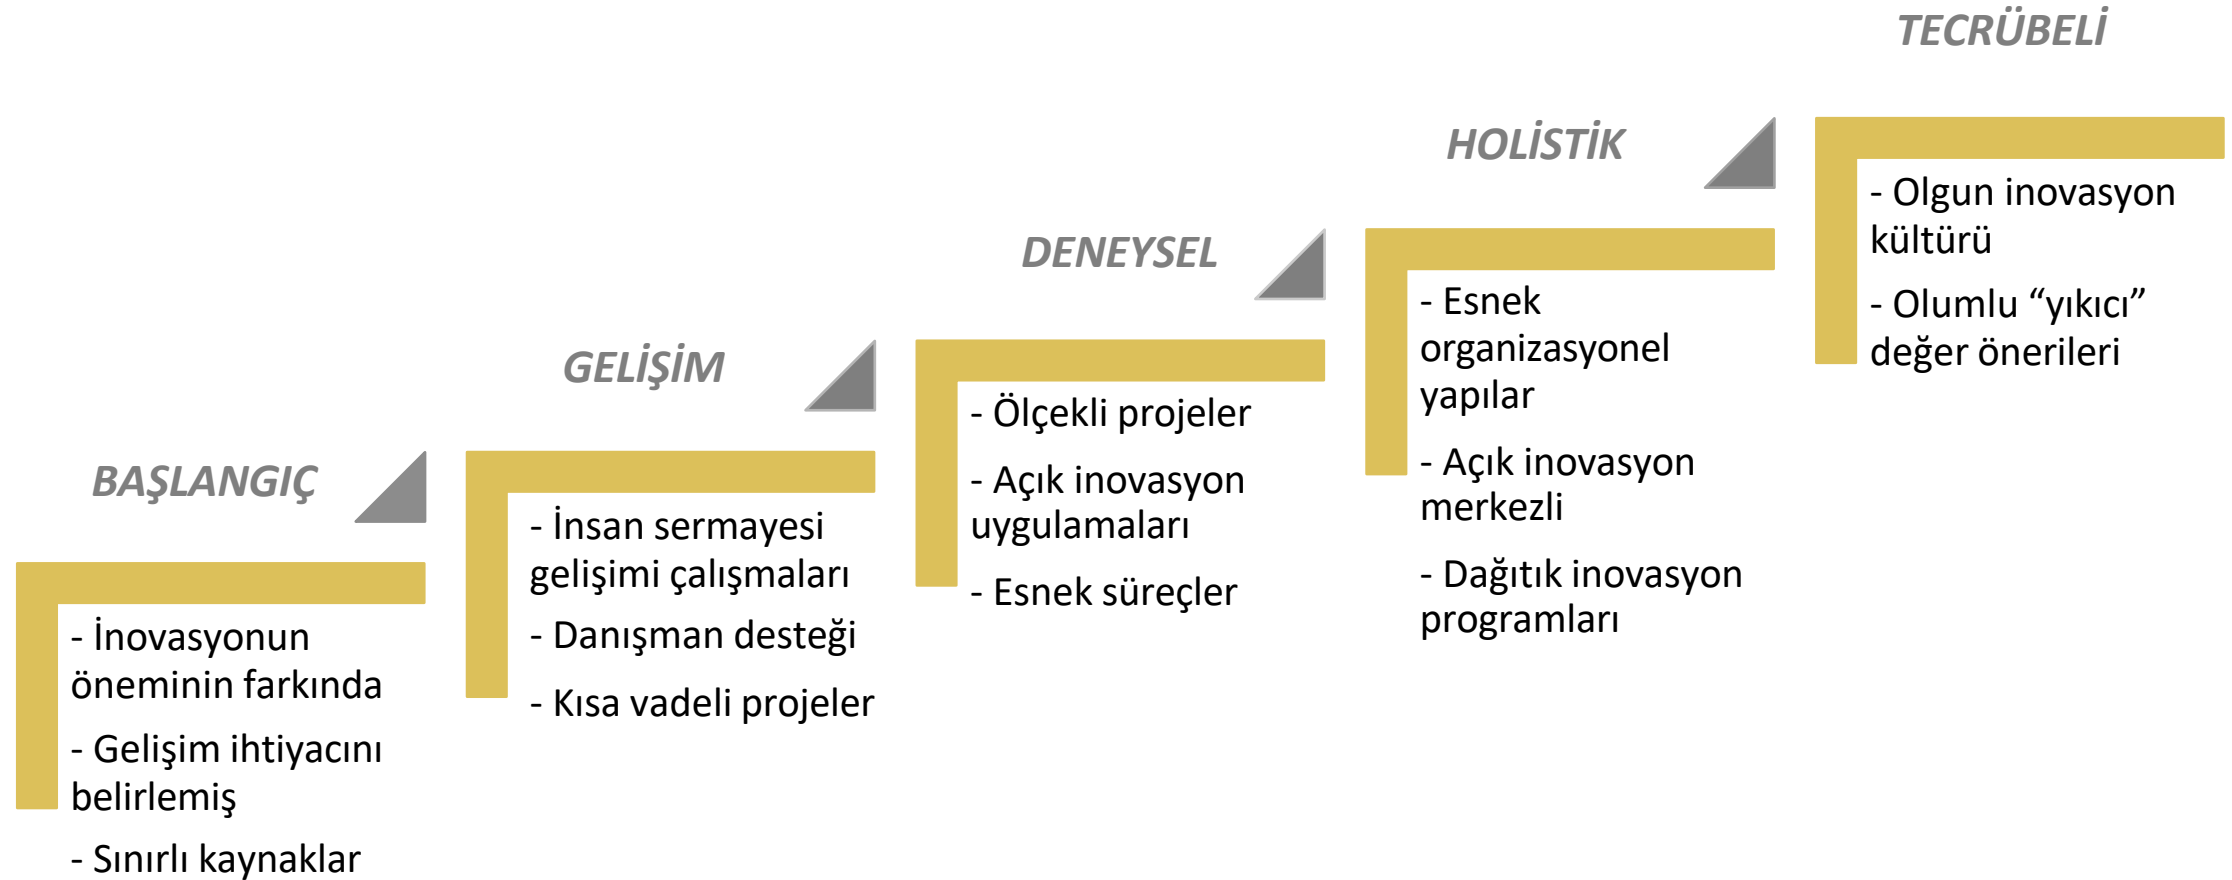 BAŞLANGIÇ
- İnovasyonun
öneminin farkında
- Gelişim ihtiyacını
belirlemiş
- Sınırlı kaynaklar
GELİŞİM
- İnsan sermayesi
gelişimi çalışmaları
- Danışman desteği
- Kısa vadeli projeler
DENEYSEL
- Ölçekli projeler
- Açık inovasyon
uygulamaları
- Esnek süreçler
HOLİSTİK
- Esnek
organizasyonel
yapılar
- Açık inovasyon
merkezli
- Dağıtık inovasyon
programları
TECRÜBELİ
- Olgun inovasyon
kültürü
- Olumlu “yıkıcı”
değer önerileri